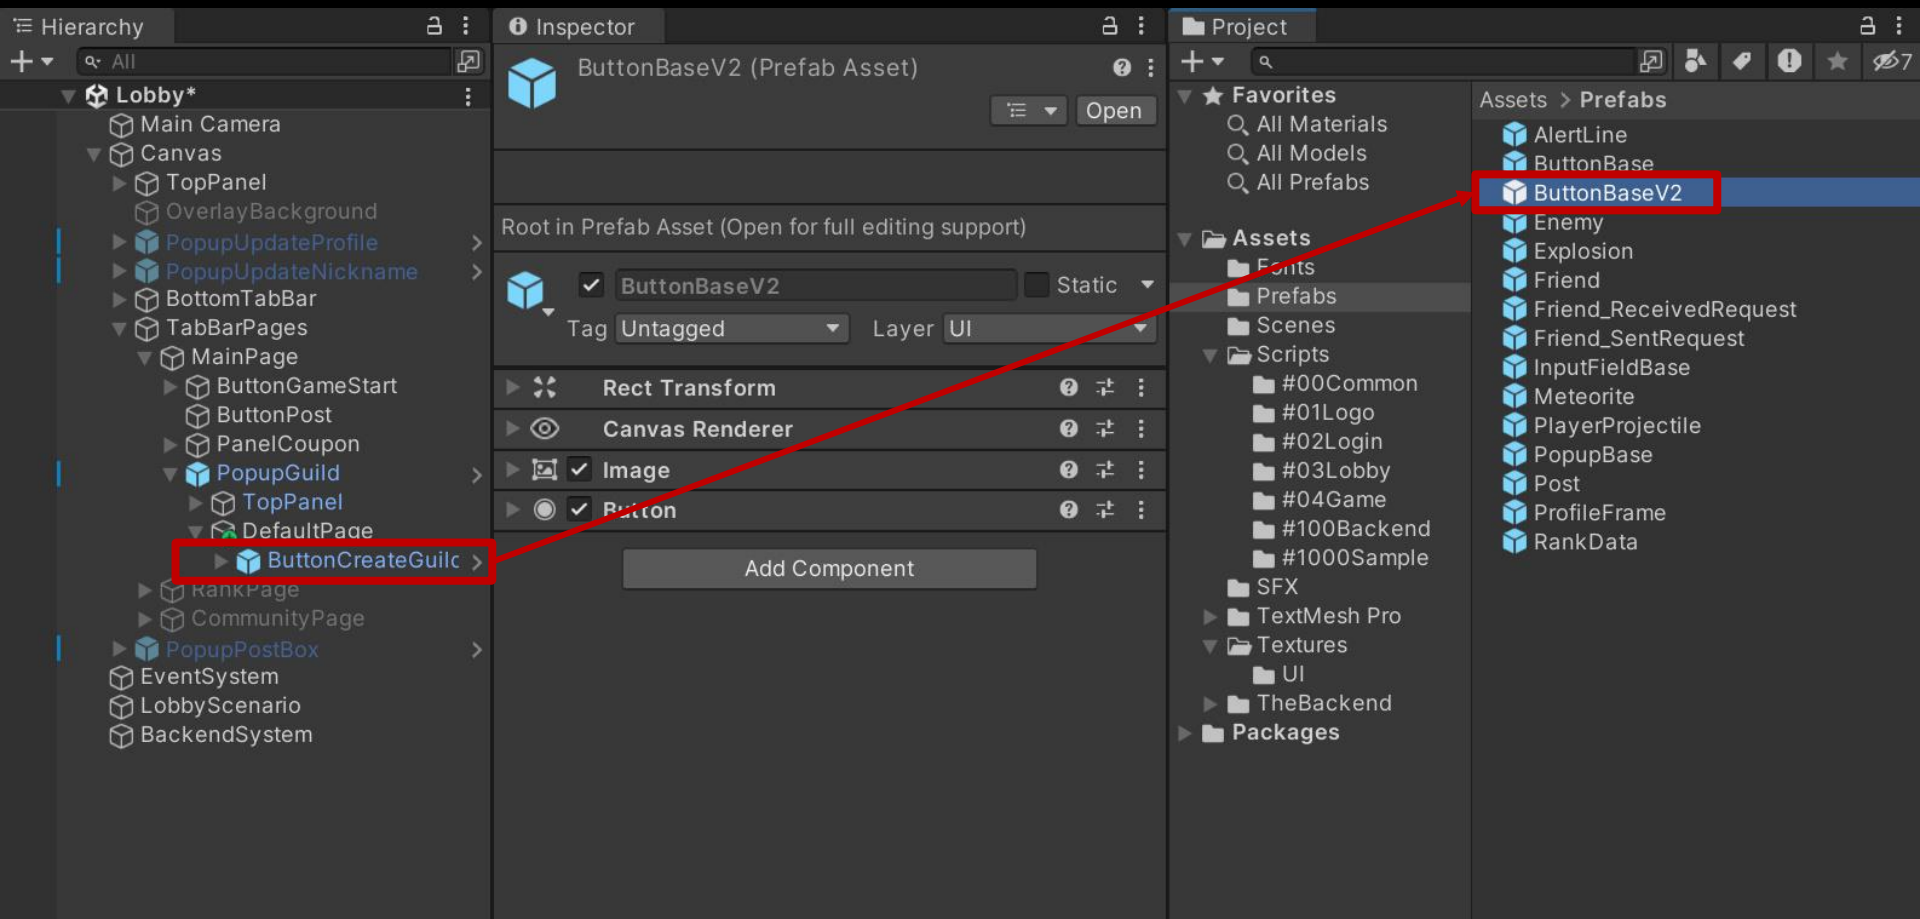 Hierarchy
All
Lobby*
Main Camera
Canvas
TopPanel
OverlayBackground
PopupUpdateProfile
PopupUpdateNickname
BottomTabBar
TabBarPages
MainPage
ButtonGameStart
ButtonPost
PanelCoupon
PopupGuild
TopPanel
DefaultPage
ButtonCreateGuilc
RankPage
CommunityPage
PopupPostBox
EventSystem
LobbyScenario
BackendSystem
Inspector
ButtonBaseV2 (Prefab Asset)
Open
Root in Prefab Asset (Open for full editing support)
ButtonBaseV2
Static
Tag Untagged Layer UI
Rect Transform
Canvas Renderer
Image
Button
Add Component
Project
7
Favorites
All Materials
All Models
All Prefabs
Assets
Fonts
Prefabs
Scenes
Scripts
#00Common
#01Logo
#02Login
#03Lobby
#04Game
#100Backend
#1000Sample
SFX
TextMesh Pro
Textures
UI
TheBackend
Packages
Assets > Prefabs
AlertLine
ButtonBase
ButtonBaseV2
Enemy
Explosion
Friend
Friend_ReceivedRequest
Friend_SentRequest
InputFieldBase
Meteorite
PlayerProjectile
PopupBase
Post
ProfileFrame
RankData